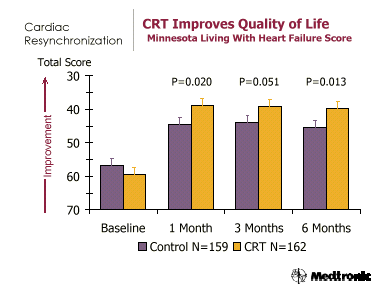 Cardiac
Resynchronization
CRT Improves Quality of Life
Minnesota Living With Heart Failure Score
Total Score
Improvement
30
40
50
60
70
P=0.020 P=0.051 P=0.013
Baseline 1 Month 3 Months 6 Months
Control N=159 CRT N=162
Medtronic